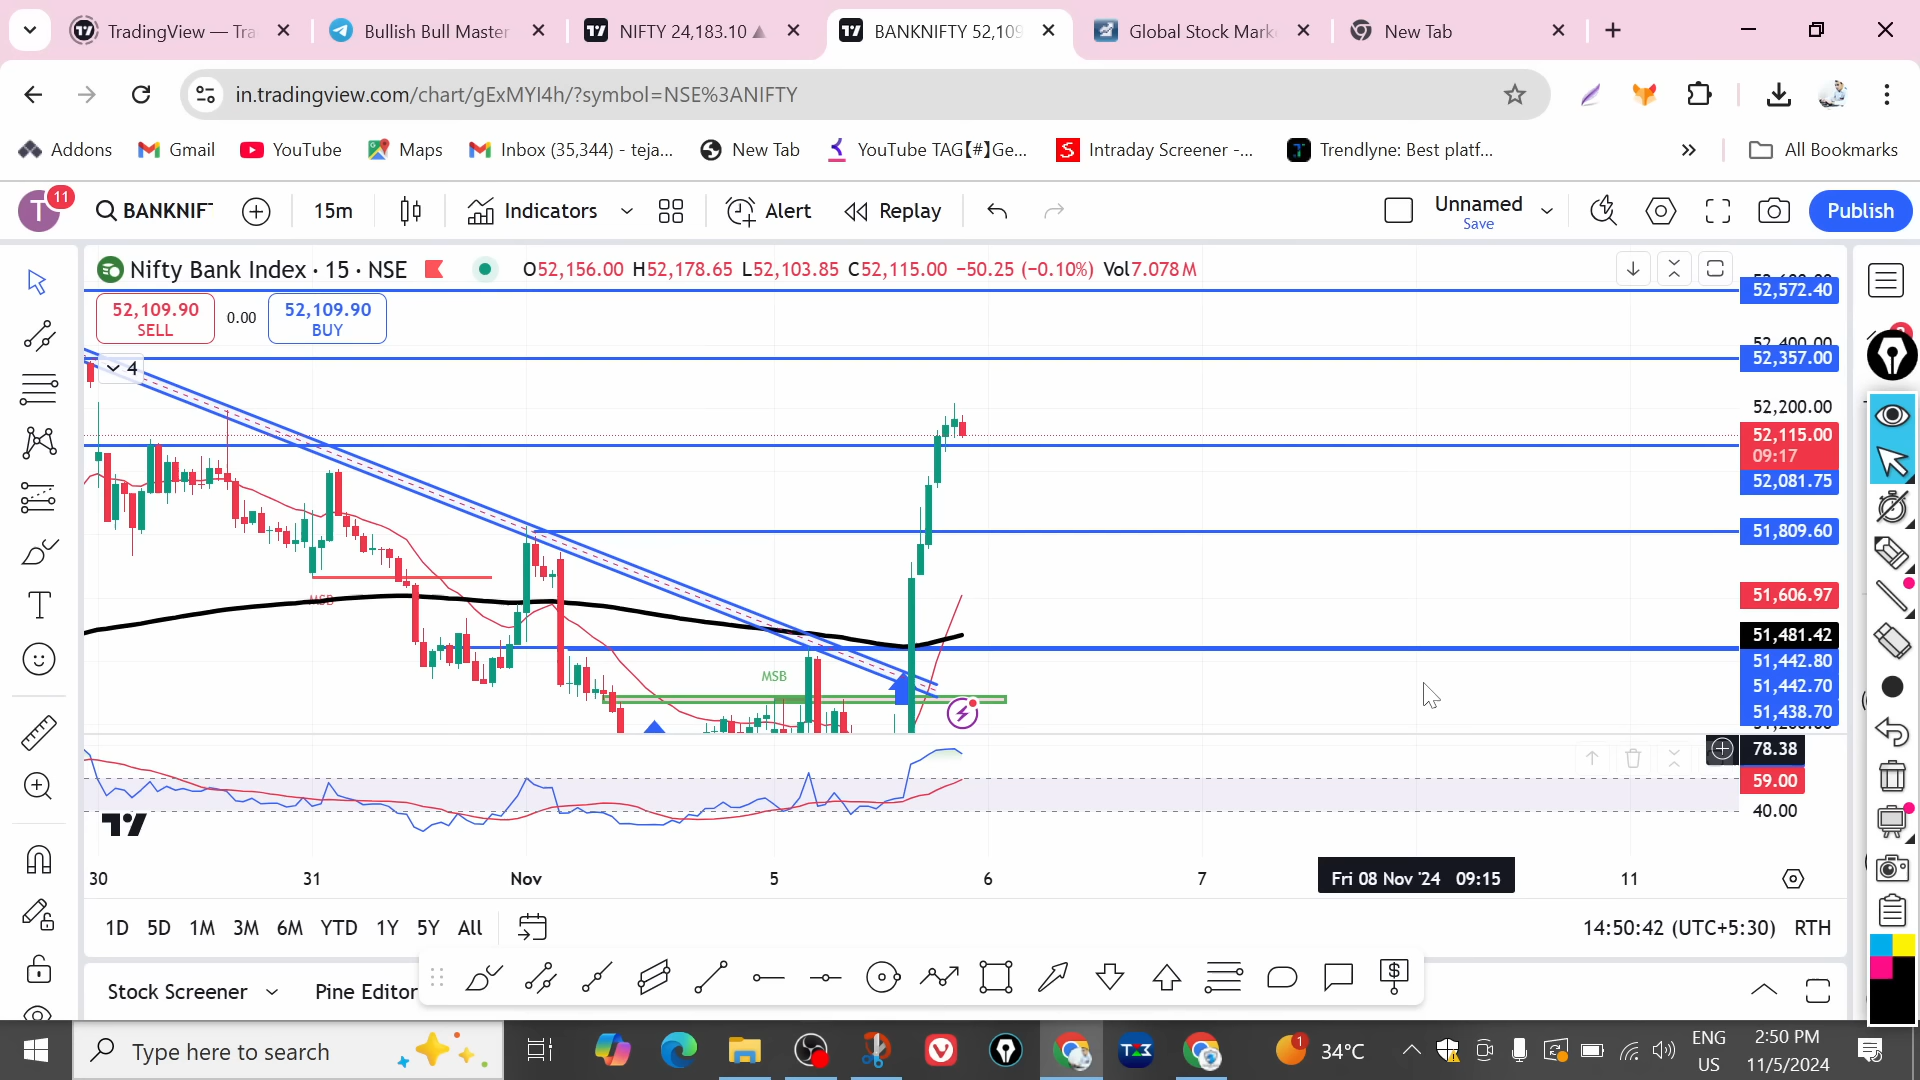 TradingView — Tra
Bullish Bull Master
NIFTY 24,183.10
BANKNIFTY 52,109
Global Stock Mark
New Tab
in.tradingview.com/chart/gExMYI4h/?symbol=NSE%3ANIFTY
Addons
Gmail
YouTube
Maps
Inbox (35,344) - teja...
New Tab
YouTube TAG【#】Ge...
Intraday Screener -...
Trendlyne: Best platf...
All Bookmarks
T
11
BANKNIF
15m
Indicators
Alert
Replay
Unnamed
Save
Publish
Nifty Bank Index · 15 · NSE
O52,156.00 H52,178.65 L52,103.85 C52,115.00 −50.25 (−0.10%) Vol7.078 M
52,109.90
SELL
0.00
52,109.90
BUY
4
MSB
MSB
52,572.40
52,357.00
52,200.00
52,115.00
09:17
52,081.75
51,809.60
51,606.97
51,481.42
51,442.80
51,442.70
51,438.70
78.38
59.00
40.00
30 31 Nov 5 6 7 Fri 08 Nov '24 09:15 11
1D 5D 1M 3M 6M YTD 1Y 5Y All
14:50:42 (UTC+5:30) RTH
Stock Screener
Pine Editor
Type here to search
1
34°C
ENG
US
2:50 PM
11/5/2024